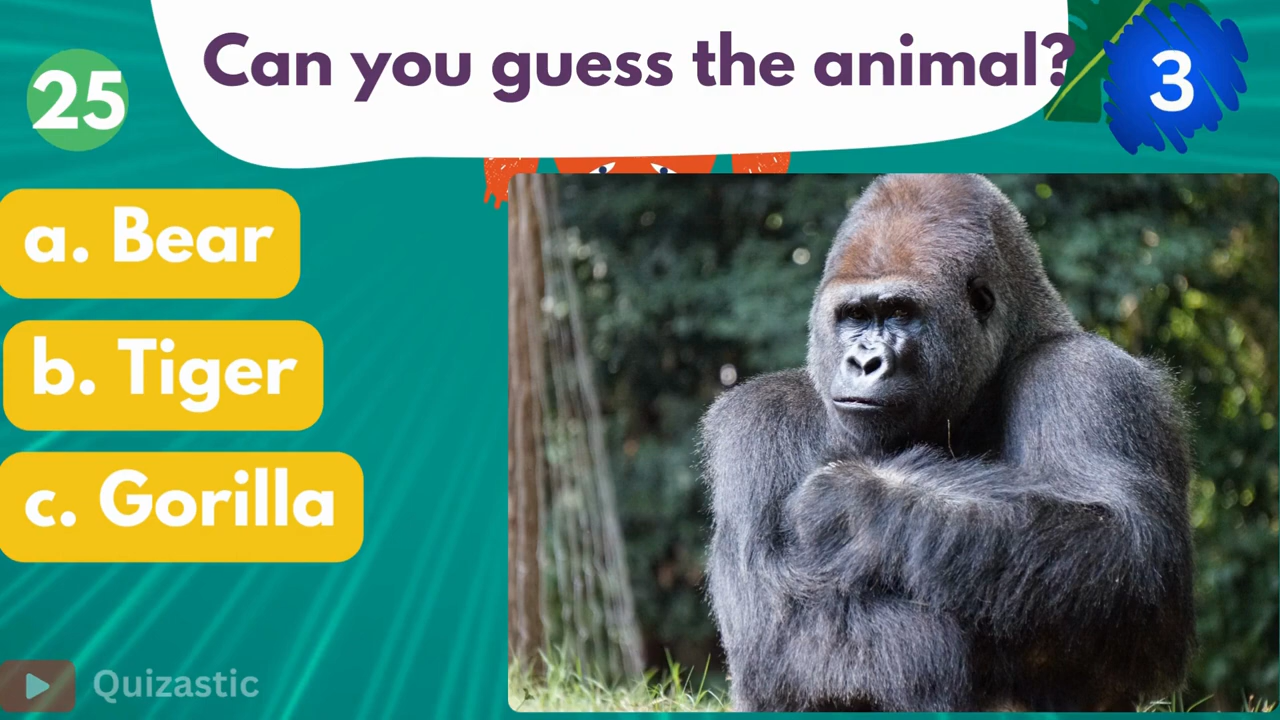 Can you guess the animal?
25
3
a. Bear
b. Tiger
c. Gorilla
Quizastic